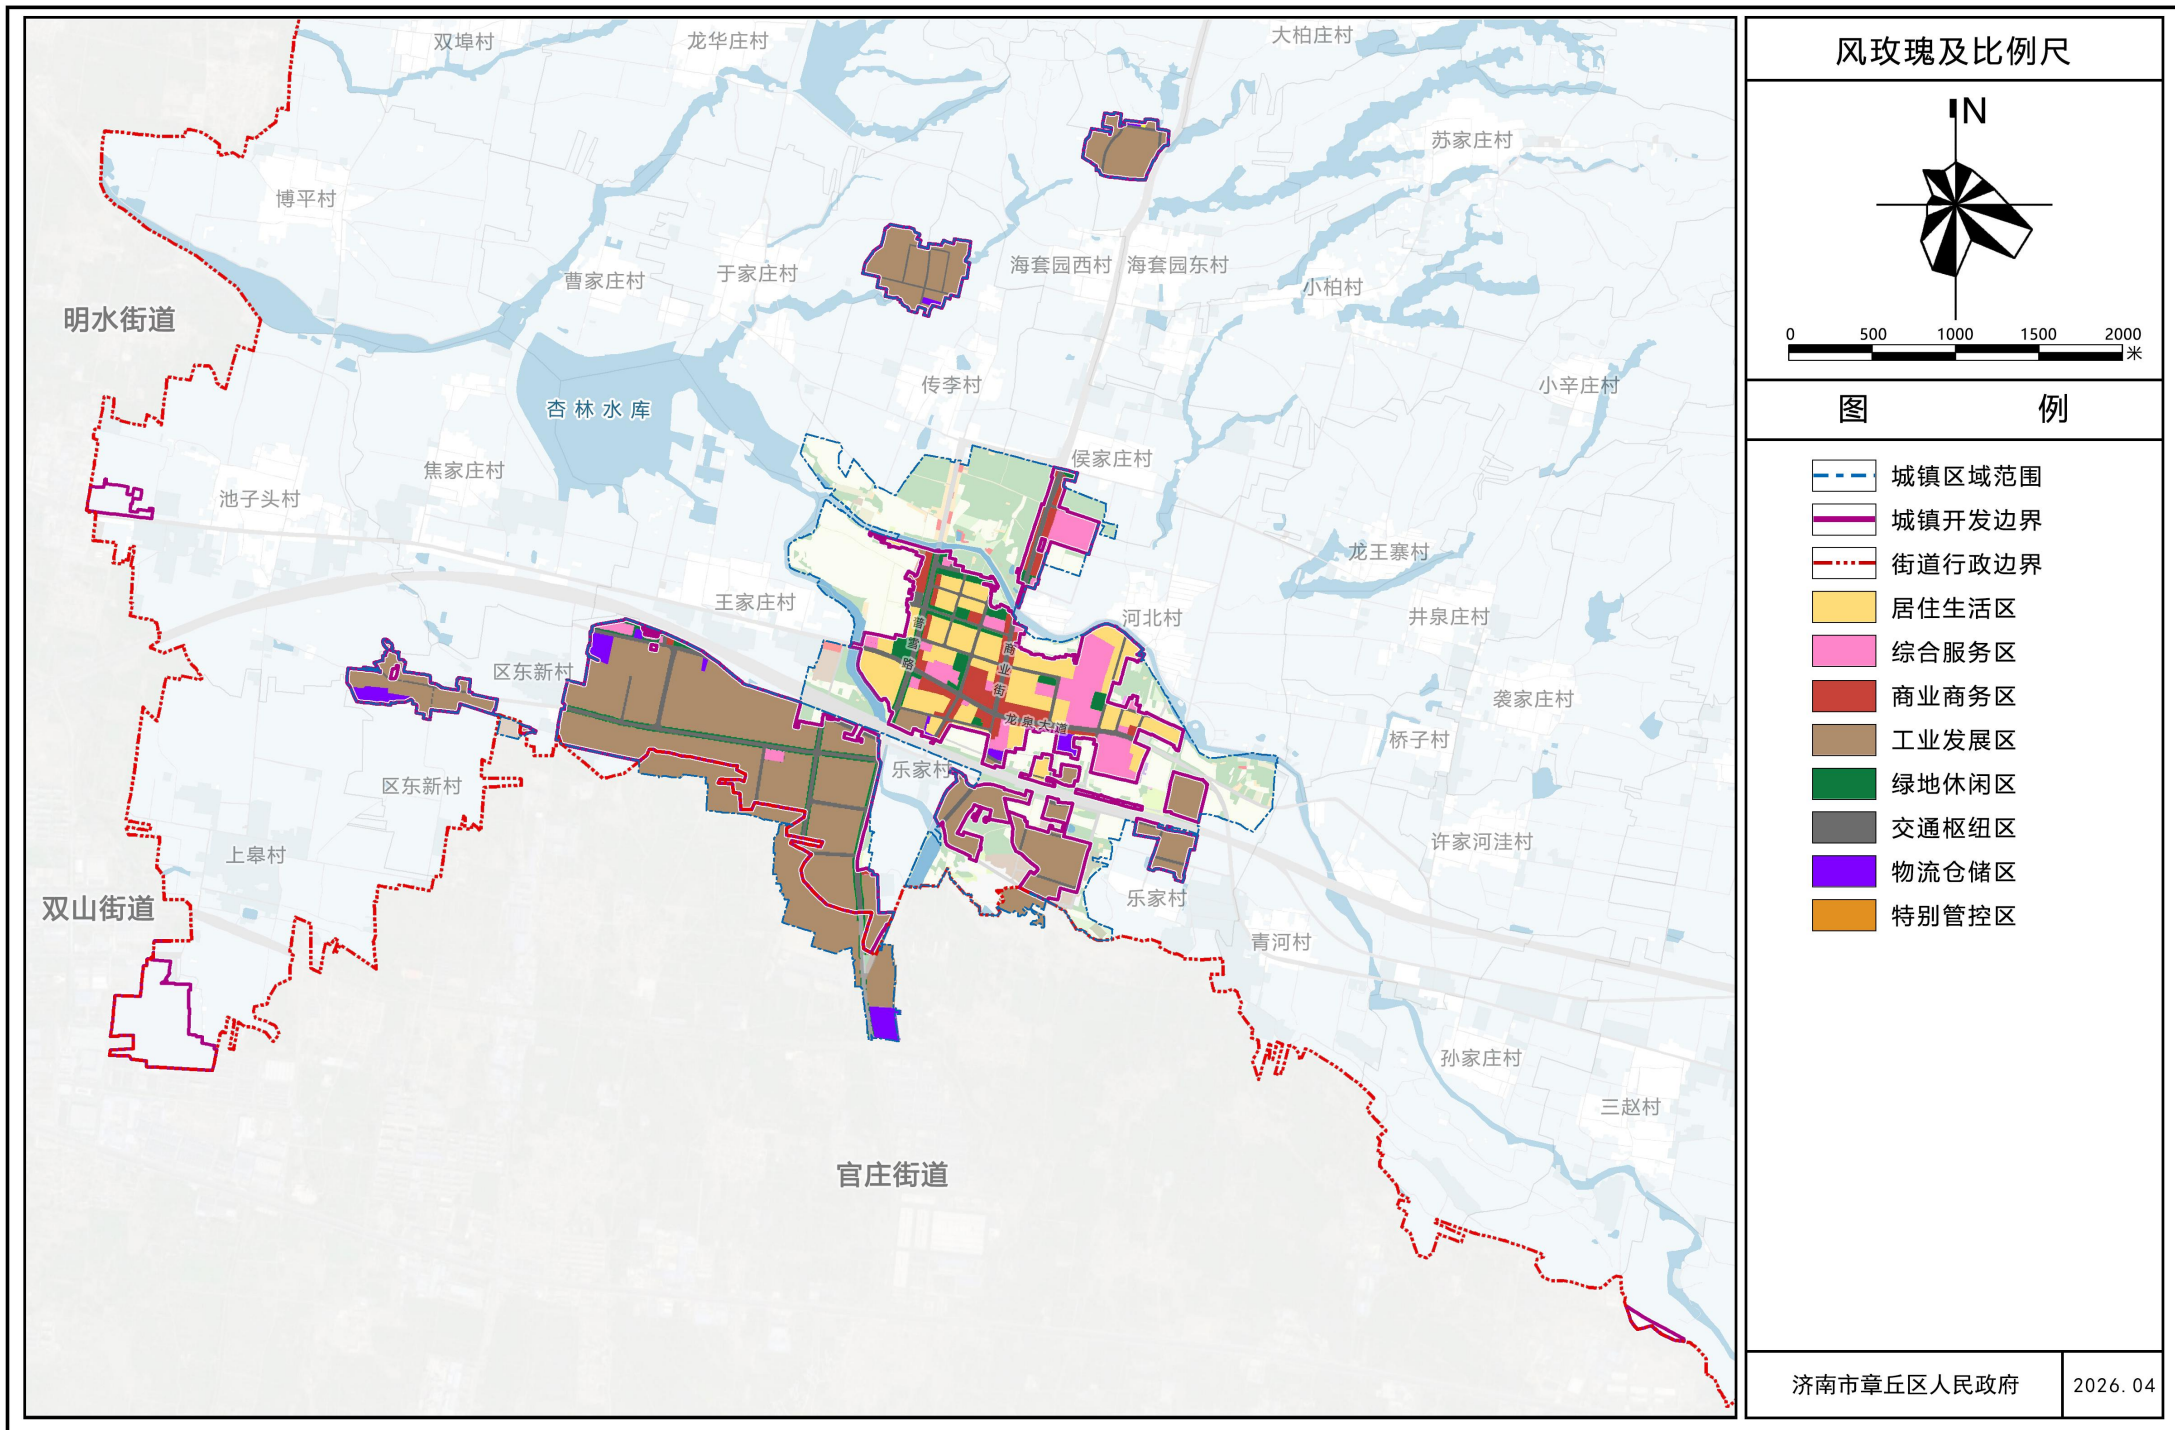 双埠村
龙华庄村
大柏庄村
苏家庄村
博平村
海套园西村
海套园东村
于家庄村
曹家庄村
小柏村
明水街道
传李村
小辛庄村
杏林水库
侯家庄村
焦家庄村
池子头村
龙王寨村
王家庄村
河北村
井泉庄村
普雪路
商业街
区东新村
袭家庄村
龙泉大道
桥子村
乐家村
区东新村
许家河洼村
上皋村
乐家村
双山街道
青河村
孙家庄村
三赵村
官庄街道
风玫瑰及比例尺
N
0 500 1000 1500 2000
米
图 例
城镇区域范围
城镇开发边界
街道行政边界
居住生活区
综合服务区
商业商务区
工业发展区
绿地休闲区
交通枢纽区
物流仓储区
特别管控区
济南市章丘区人民政府
2026.04